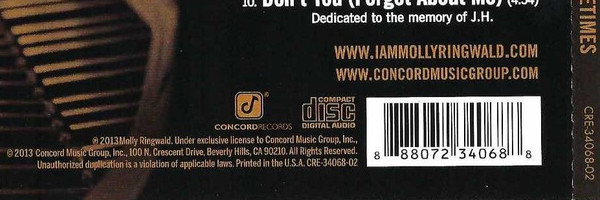 10. Don't You (Forget About Me) (4:54)
Dedicated to the memory of J.H.
WWW.IAMMOLLYRINGWALD.COM
WWW.CONCORDMUSICGROUP.COM
CONCORDRECORDS
COMPACT
disc
DIGITAL AUDIO
8 88072 34068 8
℗ 2013 Molly Ringwald. Under exclusive license to Concord Music Group, Inc.,
© 2013 Concord Music Group, Inc., 100 N. Crescent Drive, Beverly Hills, CA 90210. All Rights Reserved.
Unauthorized duplication is a violation of applicable laws. Printed in the U.S.A. CRE-34068-02
ETIMES
CRE-34068-02